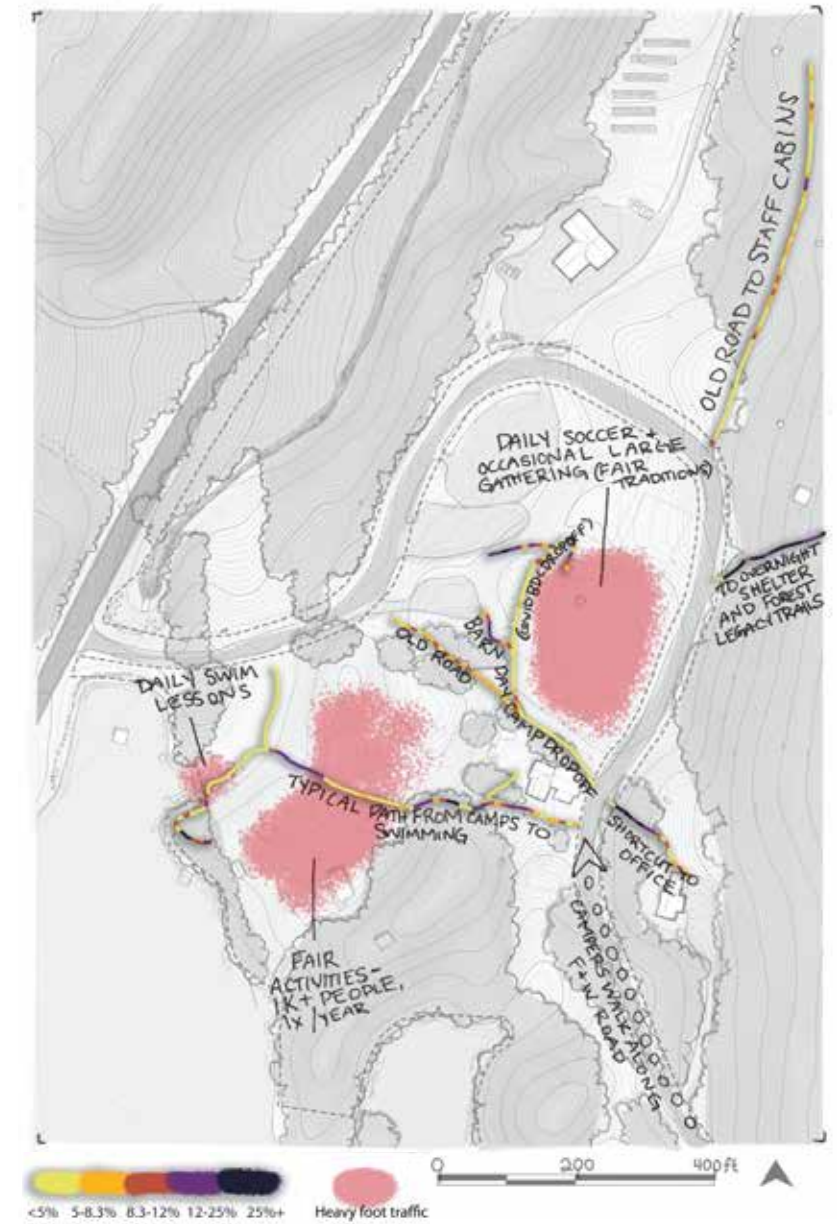 OLD ROAD TO STAFF CABINS
DAILY SOCCER +
OCCASIONAL LARGE
GATHERING (FAIR
TRADITIONS)
TO OVERNIGHT
SHELTER
AND FOREST
LEGACY TRAILS
OLD ROAD
BARN DAY CAMP DROPOFF
DAILY SWIM
LESSONS
TYPICAL PATH FROM CAMPS TO
SWIMMING
SHORTCUT TO
OFFICE
CAMPERS WALK ALONG
F+W ROAD
FAIR
ACTIVITIES-
1K+ PEOPLE,
1X/YEAR
0 200 400 ft
<5% 5-8.3% 8.3-12% 12-25% 25%+
Heavy foot traffic